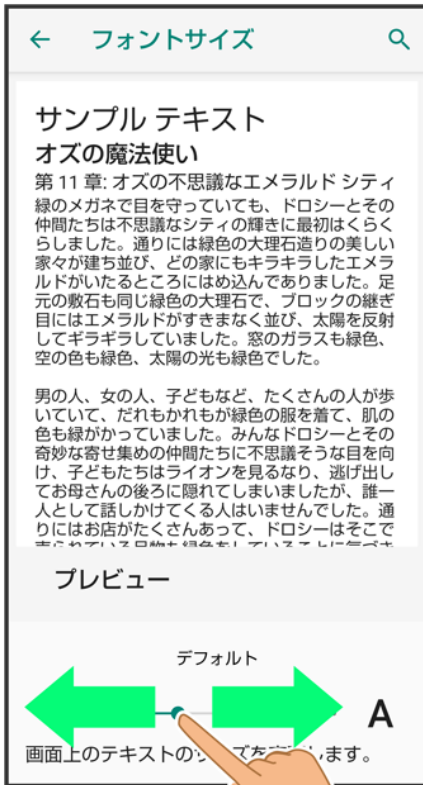 フォントサイズ
サンプル テキスト
オズの魔法使い
第 11 章: オズの不思議なエメラルド シティ
緑のメガネで目を守っていても、ドロシーとその
仲間たちは不思議なシティの輝きに最初はくらく
らしました。通りには緑色の大理石造りの美しい
家々が建ち並び、どの家にもキラキラしたエメラ
ルドがいたるところにはめ込んでありました。足
元の敷石も同じ緑色の大理石で、ブロックの継ぎ
目にはエメラルドがすきまなく並び、太陽を反射
してギラギラしていました。窓のガラスも緑色、
空の色も緑色、太陽の光も緑色でした。
男の人、女の人、子どもなど、たくさんの人が歩
いていて、だれもかれもが緑色の服を着て、肌の
色も緑がかっていました。みんなドロシーとその
奇妙な寄せ集めの仲間たちに不思議そうな目を向
け、子どもたちはライオンを見るなり、逃げ出し
てお母さんの後ろに隠れてしまいましたが、誰一
人として話しかけてくる人はいませんでした。通
りにはお店がたくさんあって、ドロシーはそこで
プレビュー
デフォルト
A
画面上のテキストの ズを します。